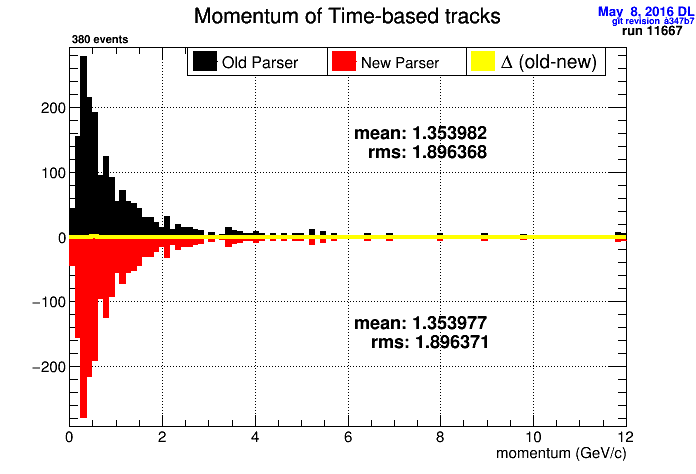 Momentum of Time-based tracks
May 8, 2016 DL
git revision a347b7
run 11667
380 events
Old Parser
New Parser
Δ (old-new)
mean: 1.353982
rms: 1.896368
mean: 1.353977
rms: 1.896371
200
100
0
−100
−200
0 2 4 6 8 10 12
momentum (GeV/c)